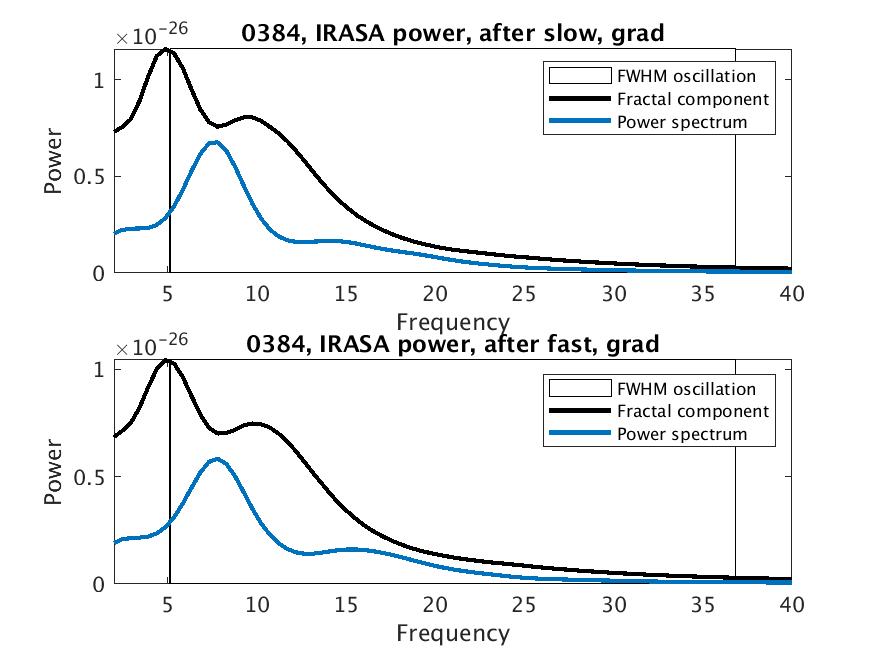 ×10⁻²⁶
0384, IRASA power, after slow, grad
1
0.5
0
Power
FWHM oscillation
Fractal component
Power spectrum
5 10 15 20 25 30 35 40
Frequency
×10⁻²⁶
0384, IRASA power, after fast, grad
1
0.5
0
Power
FWHM oscillation
Fractal component
Power spectrum
5 10 15 20 25 30 35 40
Frequency